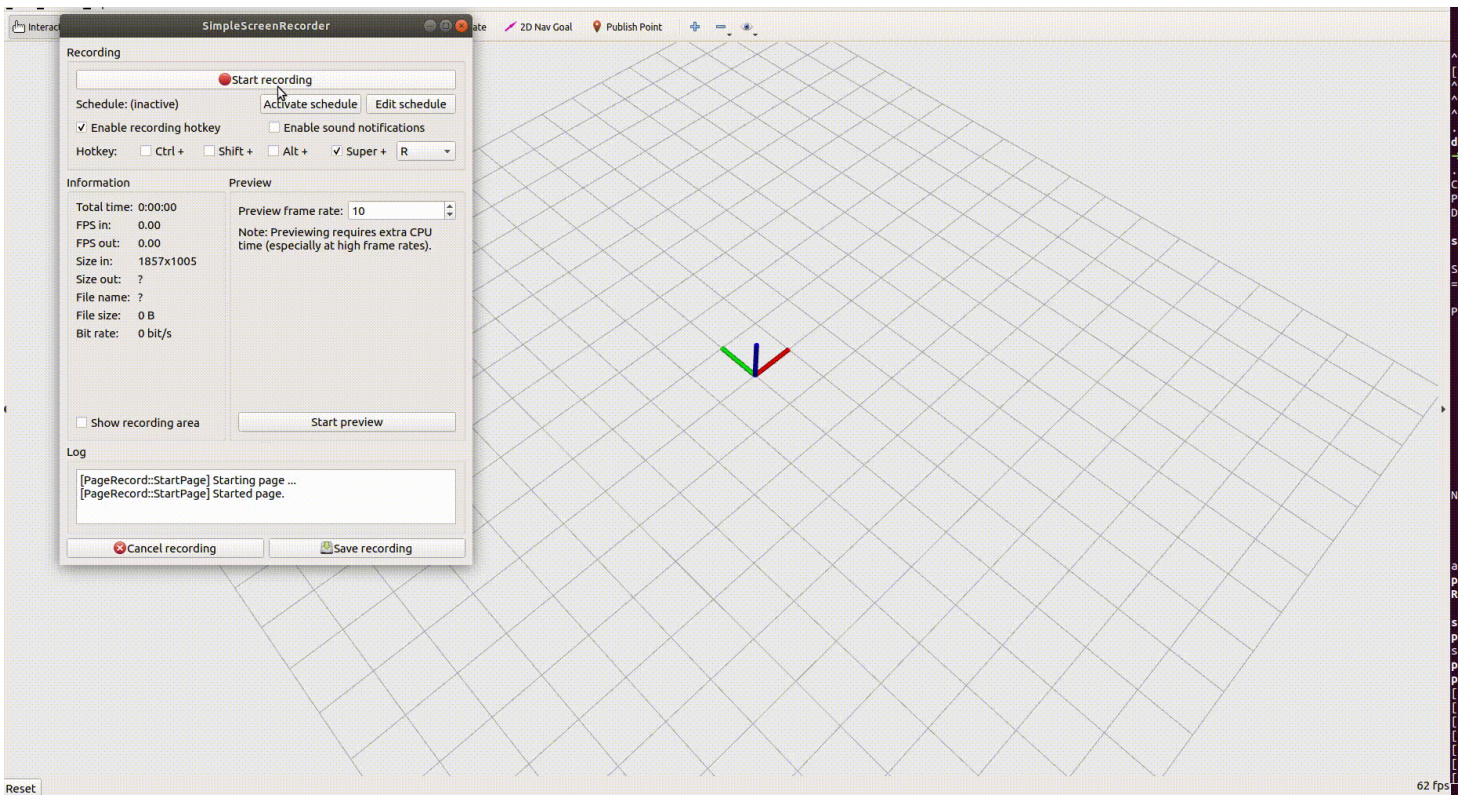 Interac
SimpleScreenRecorder
ate
2D Nav Goal
Publish Point
Recording
Start recording
Schedule: (inactive)
Activate schedule
Edit schedule
Enable recording hotkey
Enable sound notifications
Hotkey:
Ctrl +
Shift +
Alt +
Super +
R
Information
Total time: 0:00:00
FPS in: 0.00
FPS out: 0.00
Size in: 1857x1005
Size out: ?
File name: ?
File size: 0 B
Bit rate: 0 bit/s
Show recording area
Preview
Preview frame rate: 10
Note: Previewing requires extra CPU
time (especially at high frame rates).
Start preview
Log
[PageRecord::StartPage] Starting page ...
[PageRecord::StartPage] Started page.
Cancel recording
Save recording
Reset
62 fps